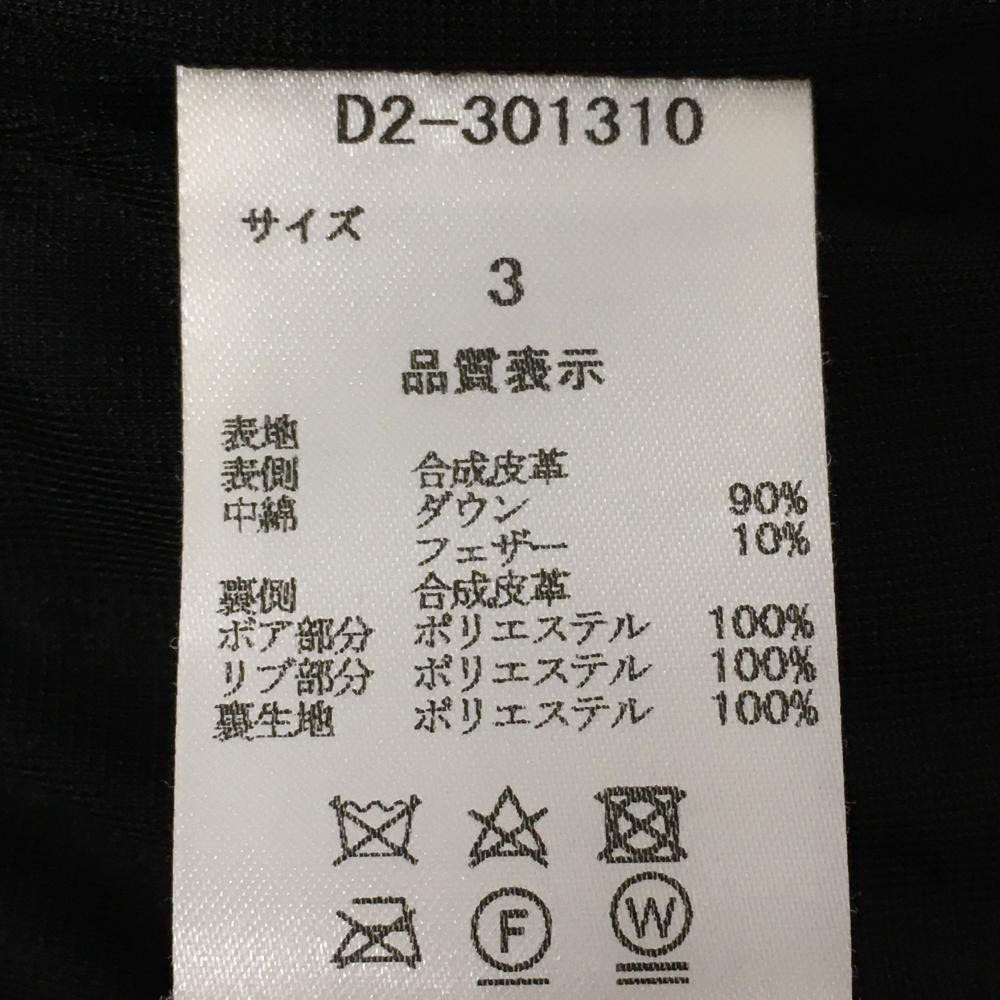 D2-301310
サイズ
3
品質表示
表地
表側 合成皮革
中綿 ダウン 90%
フェザー 10%
裏側 合成皮革
ボア部分 ポリエステル 100%
リブ部分 ポリエステル 100%
裏生地 ポリエステル 100%
F W